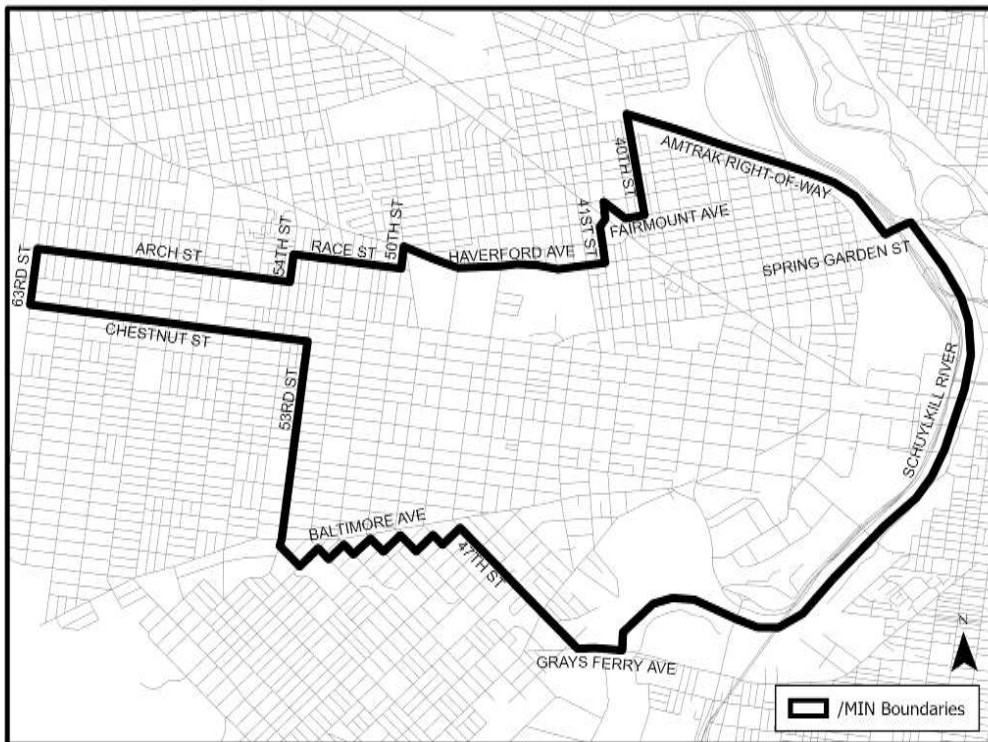 AMTRAK RIGHT-OF-WAY
40TH ST
41ST ST
FAIRMOUNT AVE
50TH ST
54TH ST
RACE ST
HAVERFORD AVE
ARCH ST
63RD ST
SPRING GARDEN ST
CHESTNUT ST
53RD ST
SCHUYLKILL RIVER
BALTIMORE AVE
47TH ST
GRAYS FERRY AVE
N
/MIN Boundaries